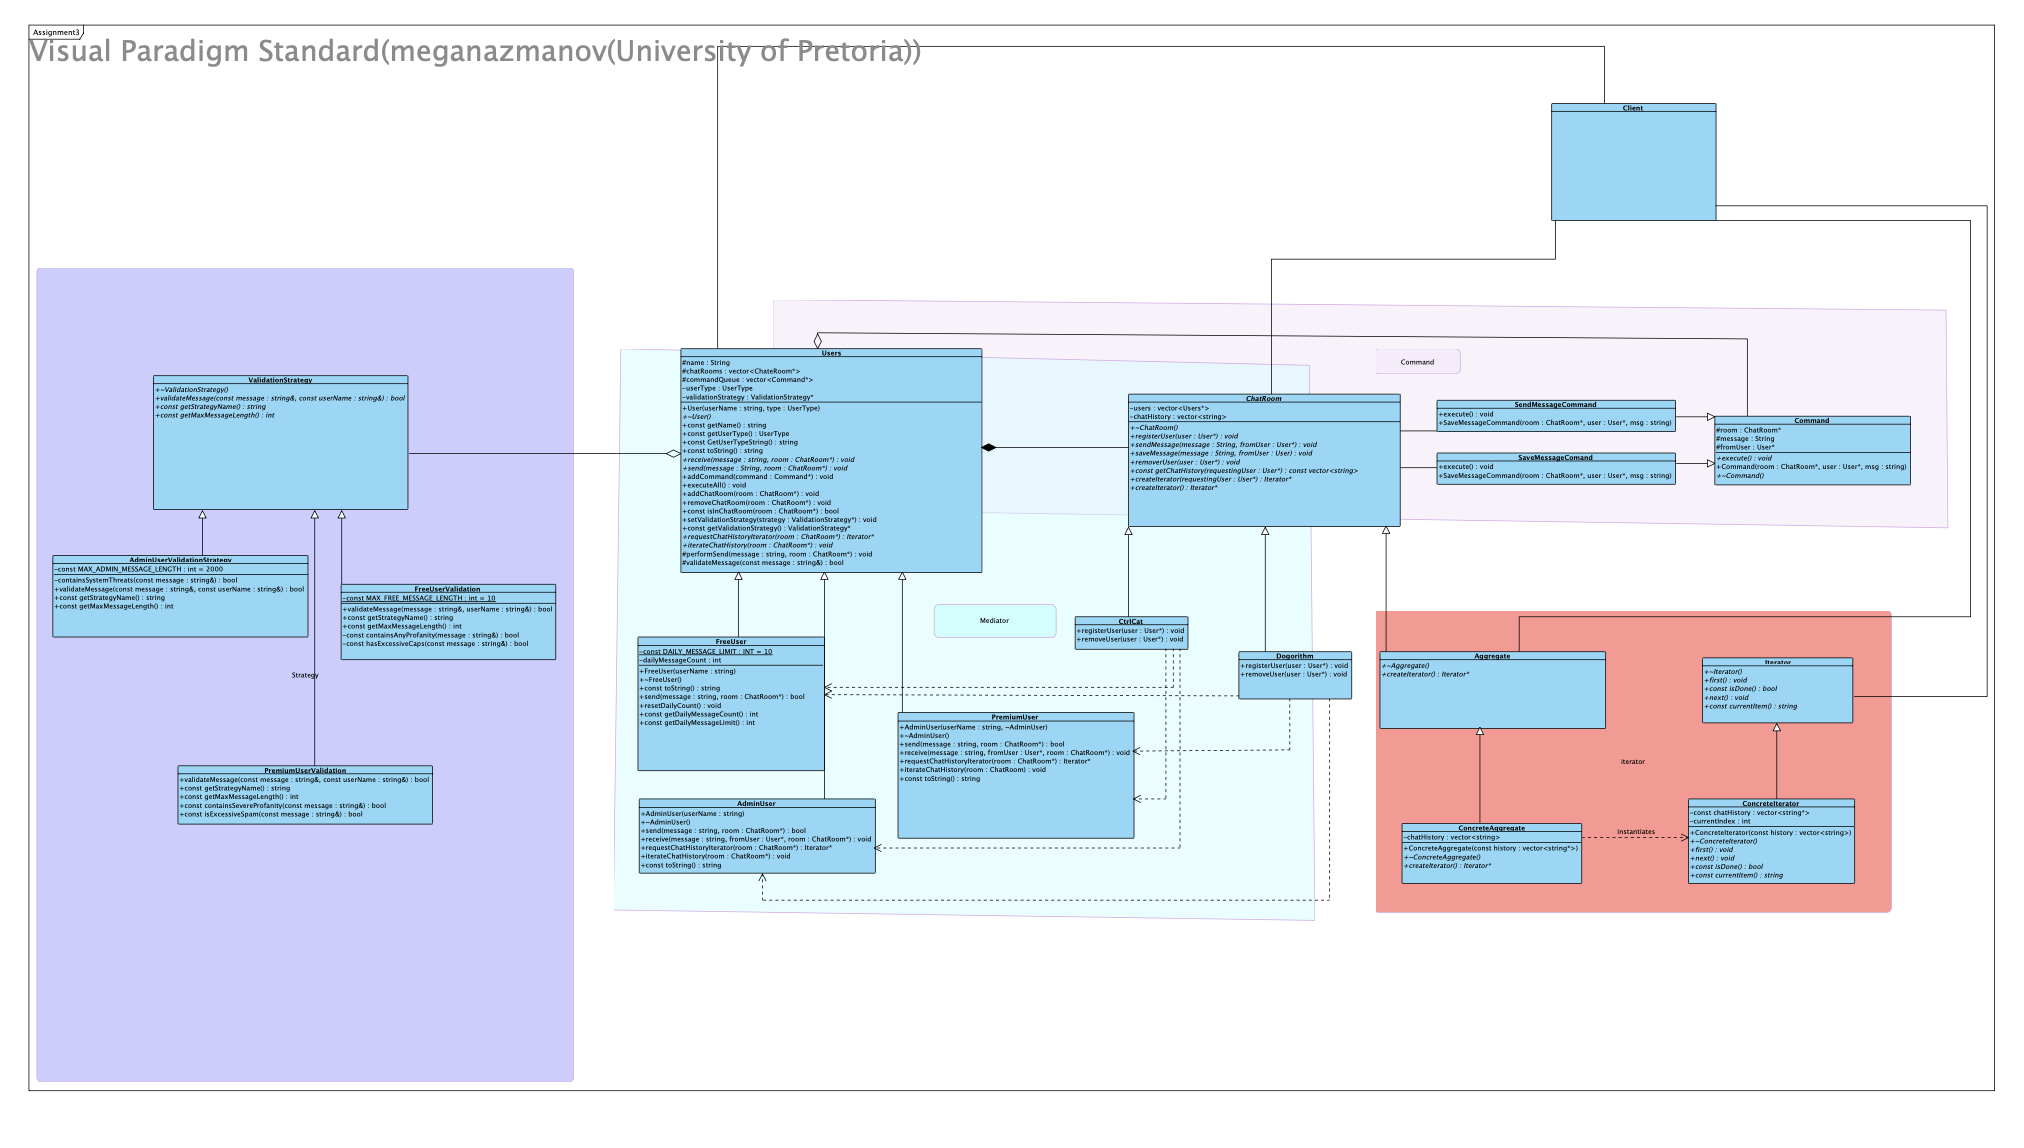 Assignment3
Visual Paradigm Standard(meganazmanov(University of Pretoria))
Client
Command
Users
#name : String
#chatRooms : vector<ChateRoom*>
#commandQueue : vector<Command*>
-userType : UserType
-validationStrategy : ValidationStrategy*
+User(userName : string, type : UserType)
+~User()
+const getName() : string
+const getUserType() : UserType
+const GetUserTypeString() : string
+const toString() : string
+receive(message : string, room : ChatRoom*) : void
+send(message : String, room : ChatRoom*) : void
+addCommand(command : Command*) : void
+executeAll() : void
+addChatRoom(room : ChatRoom*) : void
+removeChatRoom(room : ChatRoom*) : void
+const isInChatRoom(room : ChatRoom*) : bool
+setValidationStrategy(strategy : ValidationStrategy*) : void
+const getValidationStrategy() : ValidationStrategy*
+requestChatHistoryIterator(room : ChatRoom*) : Iterator*
+iterateChatHistory(room : ChatRoom*) : void
#performSend(message : string, room : ChatRoom*) : void
#validateMessage(const message : string&) : bool
ValidationStrategy
+~ValidationStrategy()
+validateMessage(const message : string&, const userName : string&) : bool
+const getStrategyName() : string
+const getMaxMessageLength() : int
ChatRoom
-users : vector<Users*>
-chatHistory : vector<string>
+~ChatRoom()
+registerUser(user : User*) : void
+sendMessage(message : String, fromUser : User*) : void
+saveMessage(message : String, fromUser : User) : void
+removerUser(user : User*) : void
+const getChatHistory(requestingUser : User*) : const vector<string>
+createIterator(requestingUser : User*) : Iterator*
+createIterator() : Iterator*
SendMessageCommand
+execute() : void
+SaveMessageCommand(room : ChatRoom*, user : User*, msg : string)
SaveMessageComand
+execute() : void
+SaveMessageCommand(room : ChatRoom*, user : User*, msg : string)
Command
#room : ChatRoom*
#message : String
#fromUser : User*
+execute() : void
+Command(room : ChatRoom*, user : User*, msg : string)
+~Command()
AdminUserValidationStrategy
-const MAX_ADMIN_MESSAGE_LENGTH : int = 2000
-containsSystemThreats(const message : string&) : bool
+validateMessage(const message : string&, const userName : string&) : bool
+const getStrategyName() : string
+const getMaxMessageLength() : int
FreeUserValidation
-const MAX_FREE_MESSAGE_LENGTH : int = 10
+validateMessage(message : string&, userName : string&) : bool
+const getStrategyName() : string
+const getMaxMessageLength() : int
-const containsAnyProfanity(message : string&) : bool
-const hasExcessiveCaps(const message : string&) : bool
Strategy
PremiumUserValidation
+validateMessage(const message : string&, const userName : string&) : bool
+const getStrategyName() : string
+const getMaxMessageLength() : int
+const containsSevereProfanity(const message : string&) : bool
+const isExcessiveSpam(const message : string&) : bool
Mediator
FreeUser
-const DAILY_MESSAGE_LIMIT : INT = 10
-dailyMessageCount : int
+FreeUser(userName : string)
+~FreeUser()
+const toString() : string
+send(message : string, room : ChatRoom*) : bool
+resetDailyCount() : void
+const getDailyMessageCount() : int
+const getDailyMessageLimit() : int
CtrlCat
+registerUser(user : User*) : void
+removeUser(user : User*) : void
Dogorithm
+registerUser(user : User*) : void
+removeUser(user : User*) : void
PremiumUser
+AdminUser(userName : string, ~AdminUser)
+~AdminUser()
+send(message : string, room : ChatRoom*) : bool
+receive(message : string, fromUser : User*, room : ChatRoom*) : void
+requestChatHistoryIterator(room : ChatRoom*) : Iterator*
+iterateChatHistory(room : ChatRoom) : void
+const toString() : string
AdminUser
+AdminUser(userName : string)
+~AdminUser()
+send(message : string, room : ChatRoom*) : bool
+receive(message : string, fromUser : User*, room : ChatRoom*) : void
+requestChatHistoryIterator(room : ChatRoom*) : Iterator*
+iterateChatHistory(room : ChatRoom*) : void
+const toString() : string
Aggregate
+~Aggregate()
+createIterator() : Iterator*
Iterator
+~Iterator()
+first() : void
+const isDone() : bool
+next() : void
+const currentItem() : string
iterator
ConcreteAggregate
-chatHistory : vector<string>
+ConcreteAggregate(const history : vector<string*>)
+~ConcreteAggregate()
+createIterator() : Iterator*
instantiates
ConcreteIterator
-const chatHistory : vector<string*>
-currentIndex : int
+ConcreteIterator(const history : vector<string>)
+~ConcreteIterator()
+first() : void
+next() : void
+const isDone() : bool
+const currentItem() : string